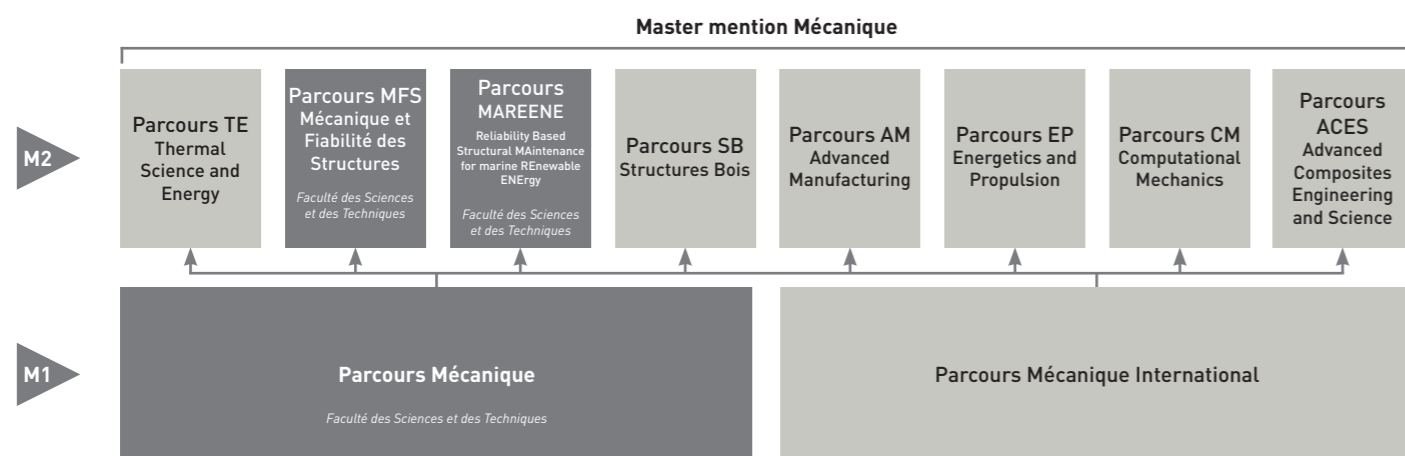 Master mention Mécanique
M2
Parcours TE
Thermal
Science and
Energy
Parcours MFS
Mécanique et
Fiabilité des
Structures
Faculté des Sciences
et des Techniques
Parcours
MAREENE
Reliability Based
Structural MAintenance
for marine REnewable
ENErgy
Faculté des Sciences
et des Techniques
Parcours SB
Structures Bois
Parcours AM
Advanced
Manufacturing
Parcours EP
Energetics and
Propulsion
Parcours CM
Computational
Mechanics
Parcours
ACES
Advanced
Composites
Engineering
and Science
M1
Parcours Mécanique
Faculté des Sciences et des Techniques
Parcours Mécanique International